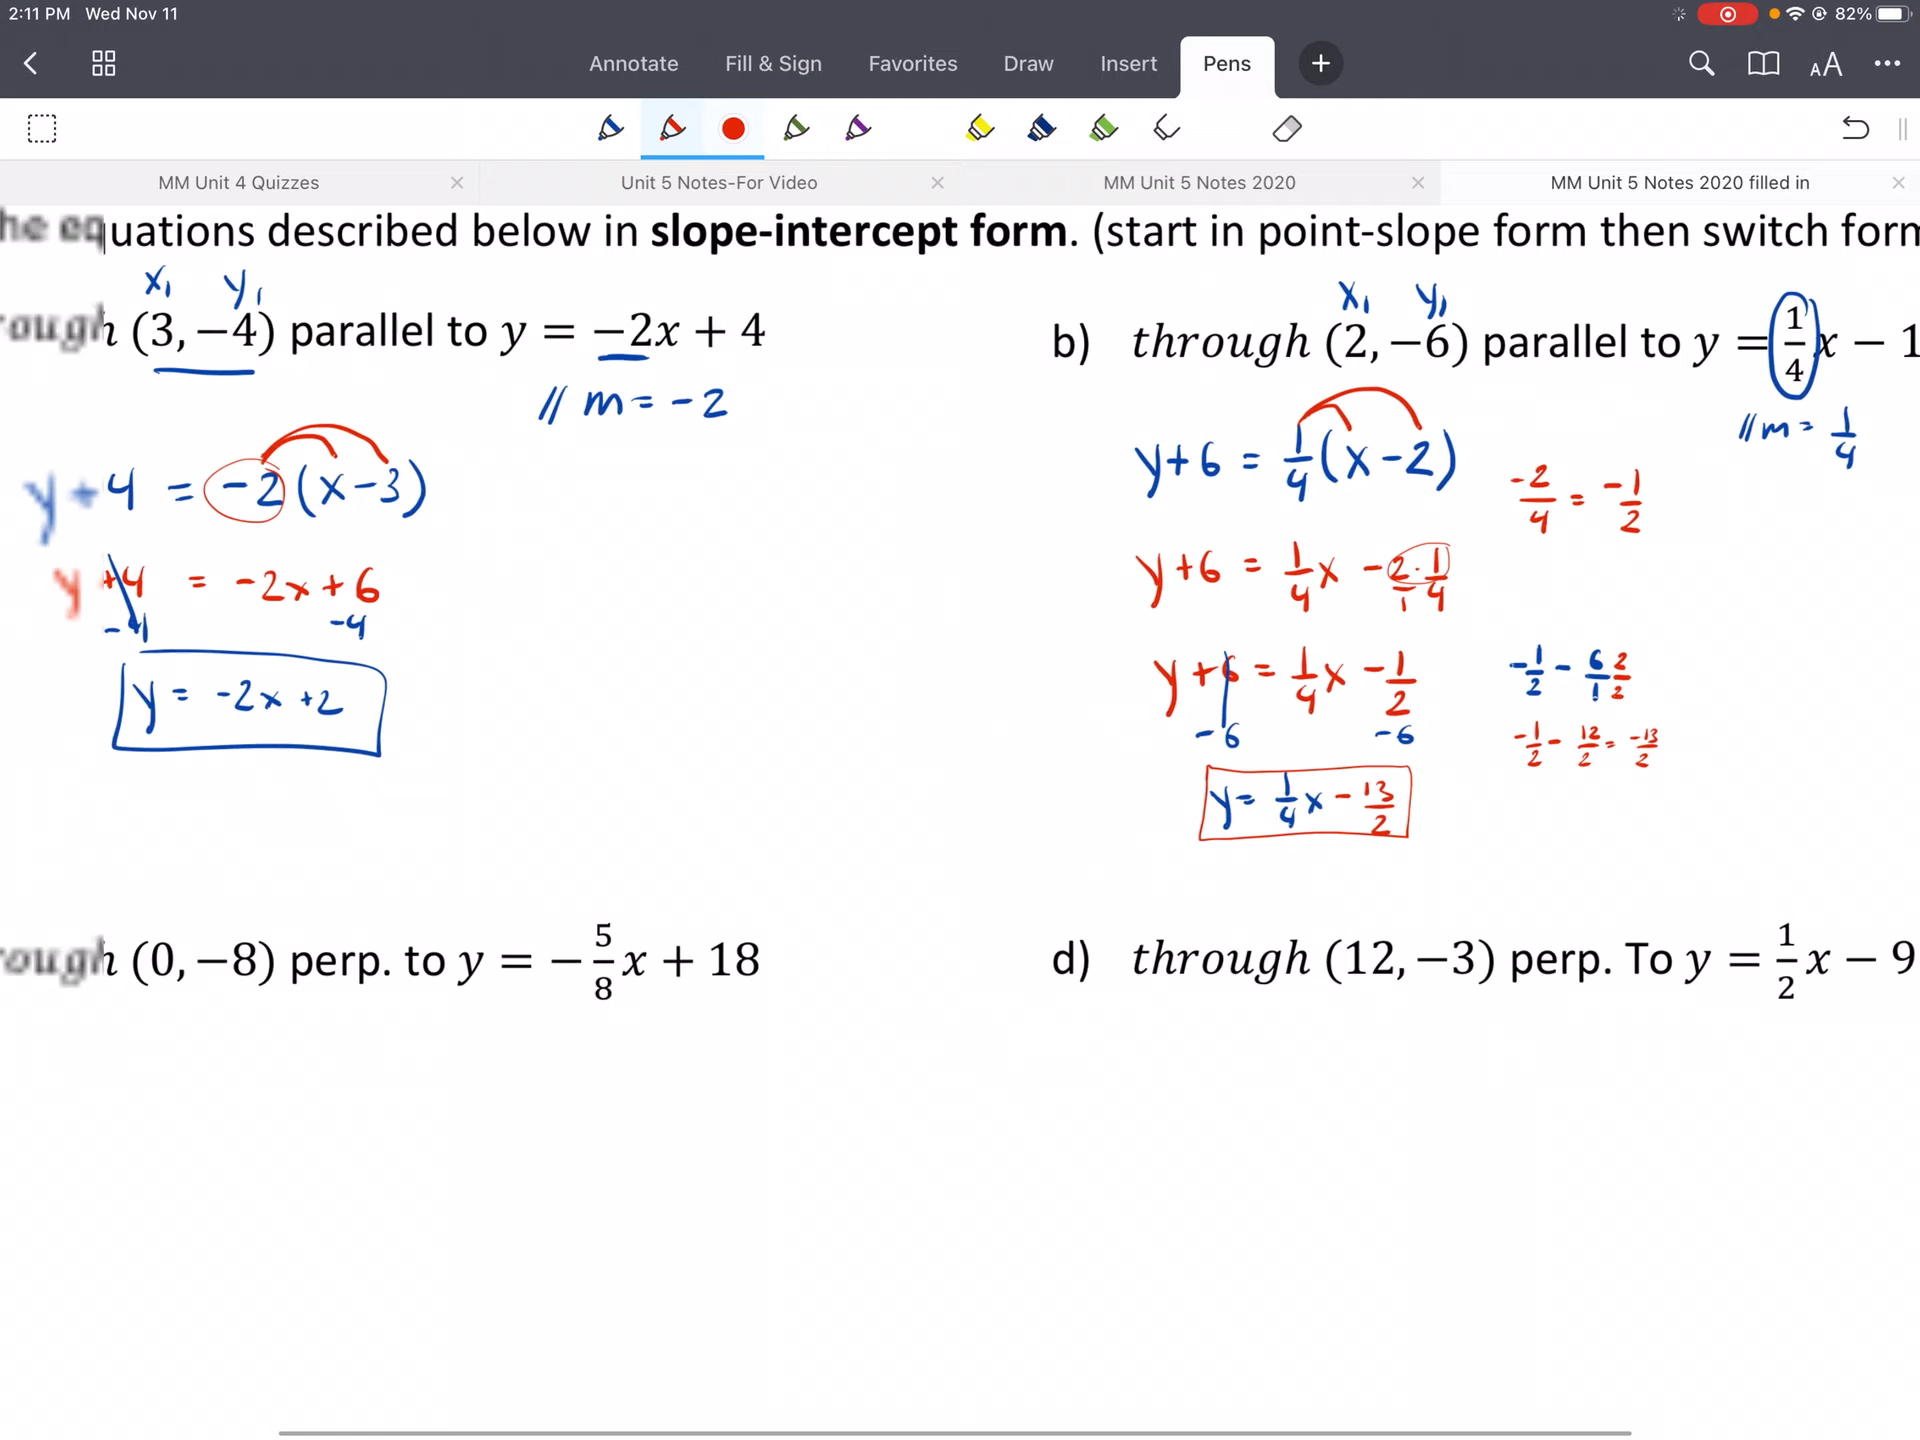 2:11 PM Wed Nov 11 82%
Annotate Fill & Sign Favorites Draw Insert Pens
AA
MM Unit 4 Quizzes Unit 5 Notes-For Video MM Unit 5 Notes 2020 MM Unit 5 Notes 2020 filled in
he equations described below in slope-intercept form. (start in point-slope form then switch form
x₁ y₁
rough (3, −4) parallel to y = −2x + 4
// m = -2
y + 4 = -2(x-3)
y +4 = -2x + 6
-4 -4
y = -2x +2
x₁ y₁
b) through (2, −6) parallel to y = 1/4 x − 1
// m = 1/4
y+6 = 1/4(x-2)
-2/4 = -1/2
y+6 = 1/4x - 2/1 · 1/4
y+6 = 1/4x - 1/2
-6 -6
-1/2 - 6/1 2/2
-1/2 - 12/2 = -13/2
y = 1/4x - 13/2
rough (0, −8) perp. to y = − 5/8 x + 18
d) through (12, −3) perp. To y = 1/2 x − 9